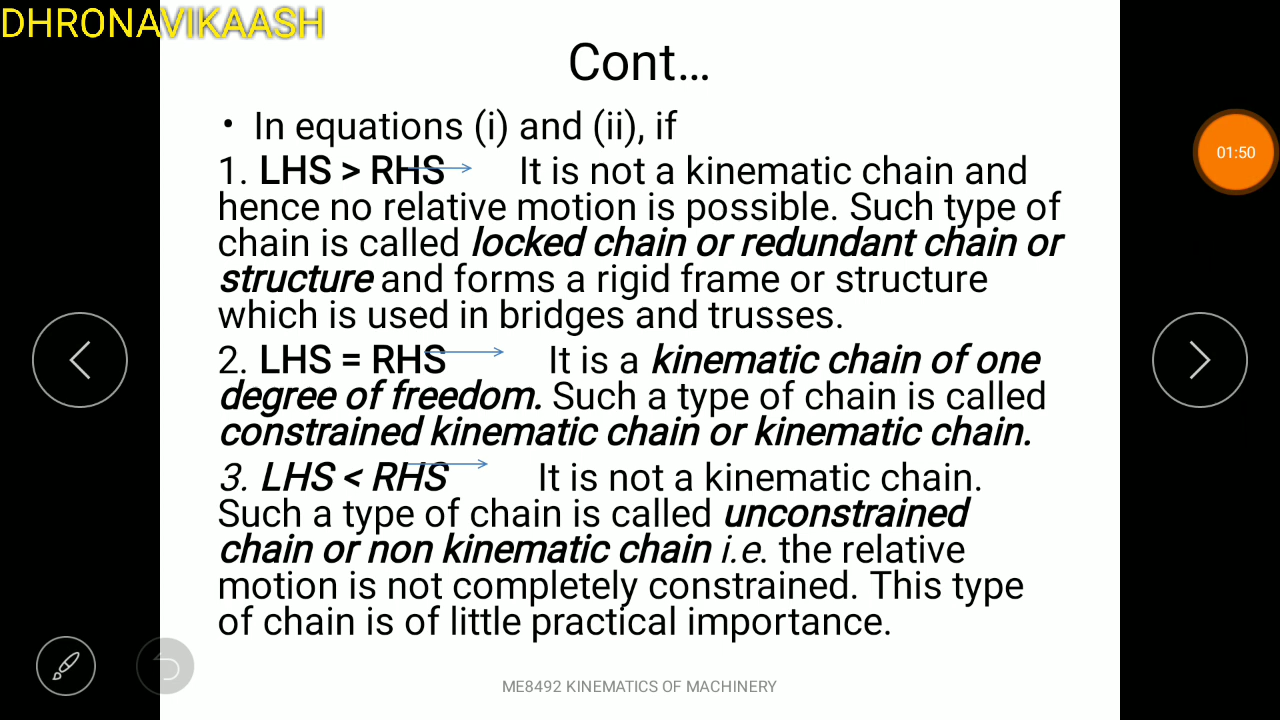 DHRONAVIKAASH
Cont...
• In equations (i) and (ii), if
1. LHS > RHS It is not a kinematic chain and
hence no relative motion is possible. Such type of
chain is called locked chain or redundant chain or
structure and forms a rigid frame or structure
which is used in bridges and trusses.
2. LHS = RHS It is a kinematic chain of one
degree of freedom. Such a type of chain is called
constrained kinematic chain or kinematic chain.
3. LHS < RHS It is not a kinematic chain.
Such a type of chain is called unconstrained
chain or non kinematic chain i.e. the relative
motion is not completely constrained. This type
of chain is of little practical importance.
ME8492 KINEMATICS OF MACHINERY
01:50